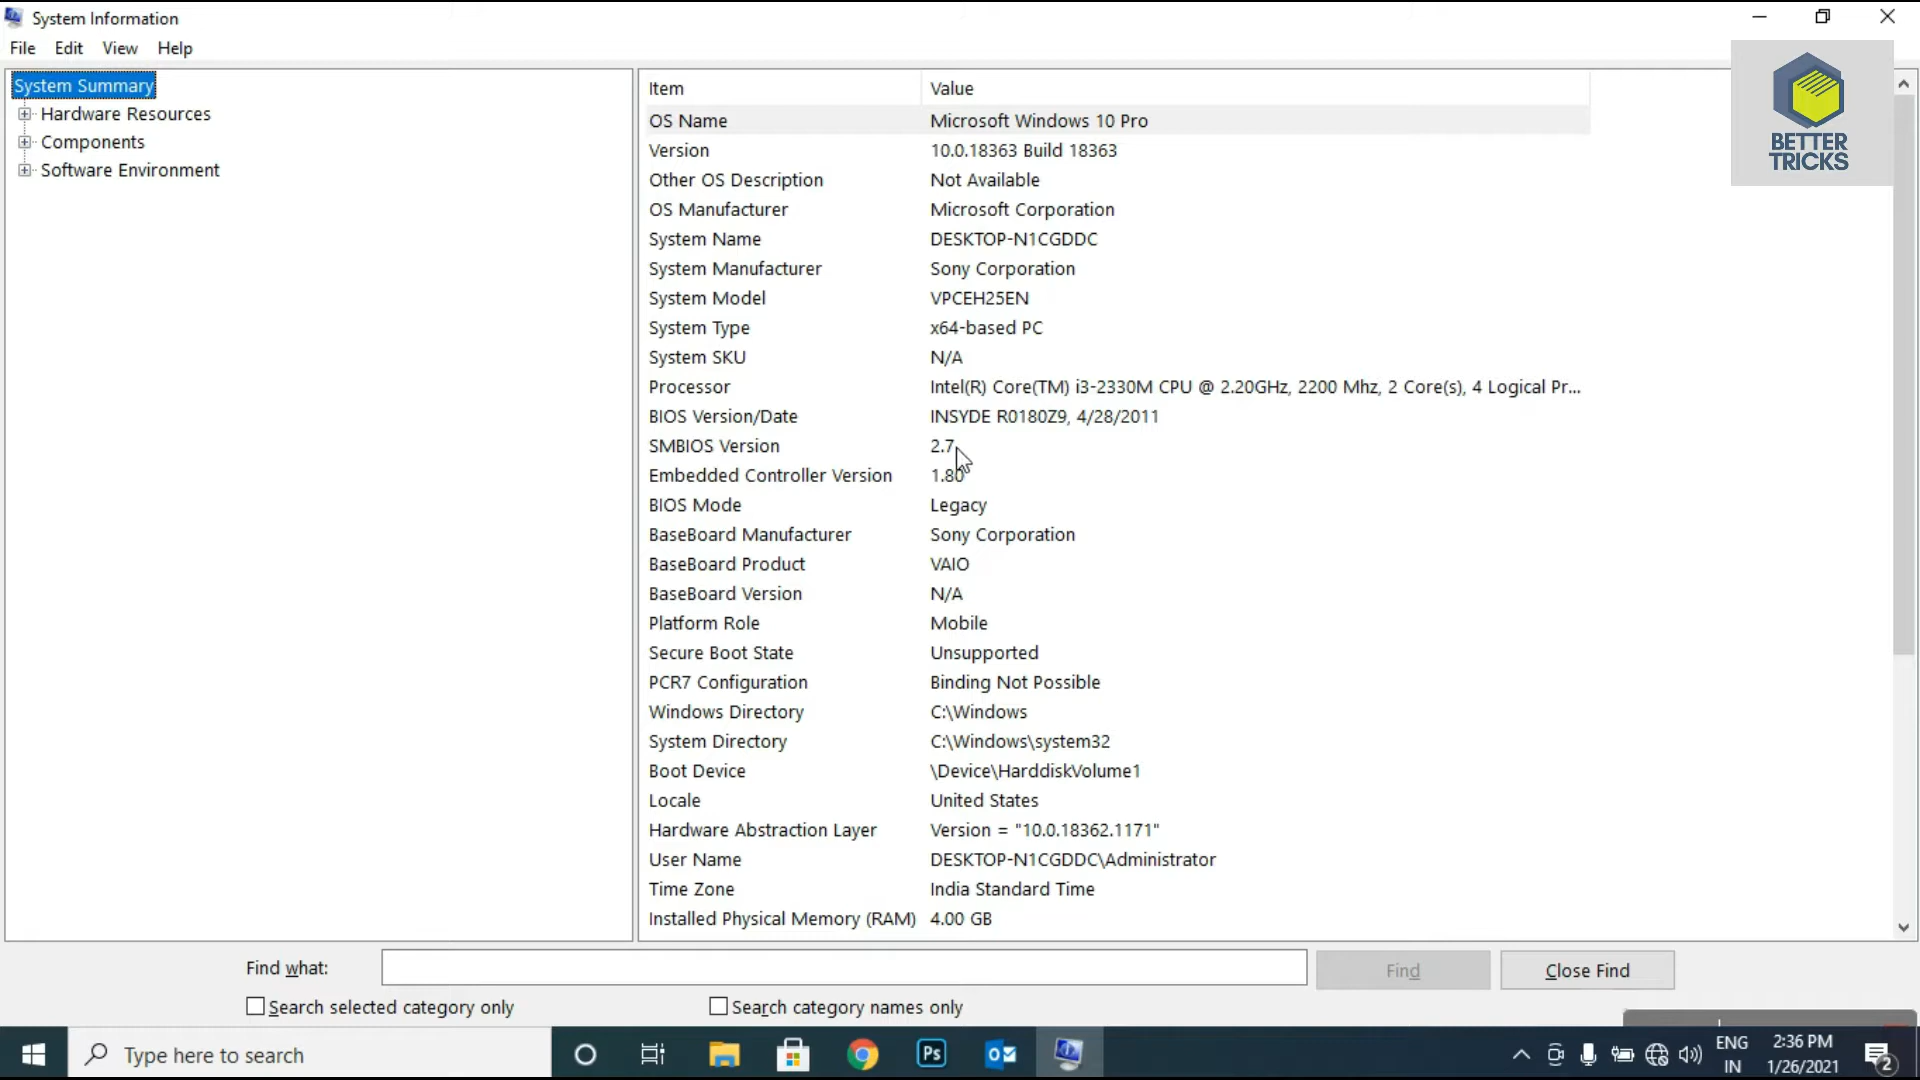 System Information
File Edit View Help
System Summary
Hardware Resources
Components
Software Environment
Item Value
OS Name Microsoft Windows 10 Pro
Version 10.0.18363 Build 18363
Other OS Description Not Available
OS Manufacturer Microsoft Corporation
System Name DESKTOP-N1CGDDC
System Manufacturer Sony Corporation
System Model VPCEH25EN
System Type x64-based PC
System SKU N/A
Processor Intel(R) Core(TM) i3-2330M CPU @ 2.20GHz, 2200 Mhz, 2 Core(s), 4 Logical Pr...
BIOS Version/Date INSYDE R0180Z9, 4/28/2011
SMBIOS Version 2.7
Embedded Controller Version 1.80
BIOS Mode Legacy
BaseBoard Manufacturer Sony Corporation
BaseBoard Product VAIO
BaseBoard Version N/A
Platform Role Mobile
Secure Boot State Unsupported
PCR7 Configuration Binding Not Possible
Windows Directory C:\Windows
System Directory C:\Windows\system32
Boot Device \Device\HarddiskVolume1
Locale United States
Hardware Abstraction Layer Version = "10.0.18362.1171"
User Name DESKTOP-N1CGDDC\Administrator
Time Zone India Standard Time
Installed Physical Memory (RAM) 4.00 GB
BETTER
TRICKS
Find what: Find Close Find
Search selected category only Search category names only
Type here to search
Ps
ENG
IN
2:36 PM
1/26/2021
2